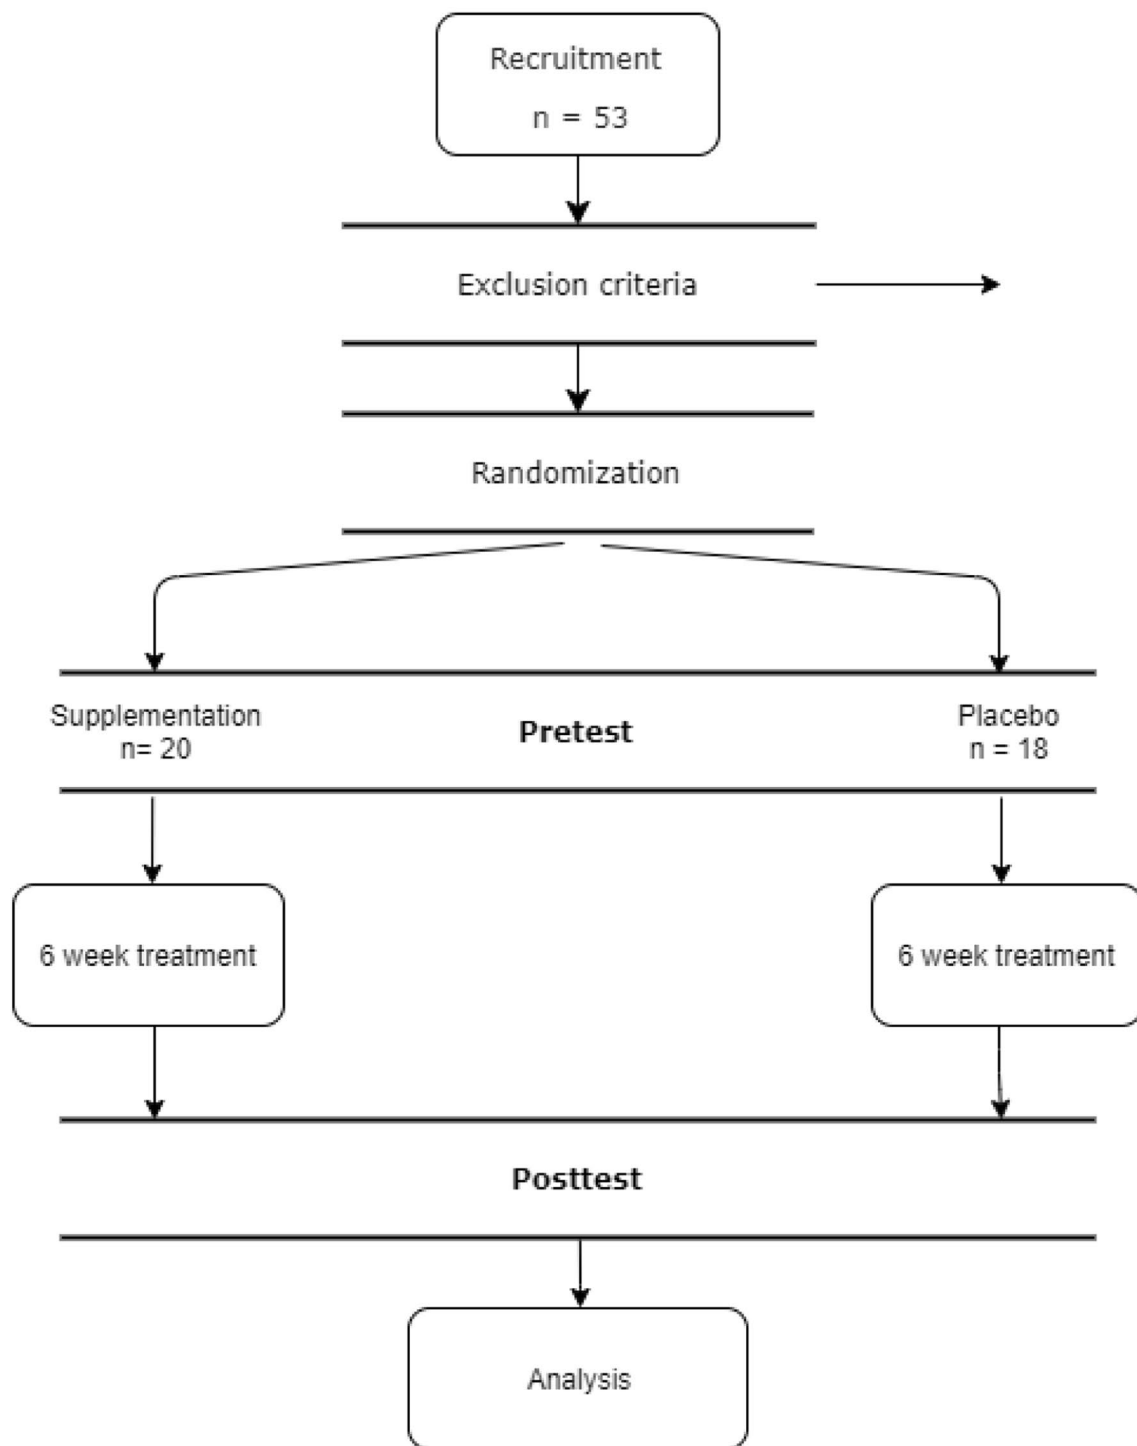 Recruitment
n = 53
Exclusion criteria
Randomization
Supplementation
n= 20
Pretest
Placebo
n = 18
6 week treatment
6 week treatment
Posttest
Analysis